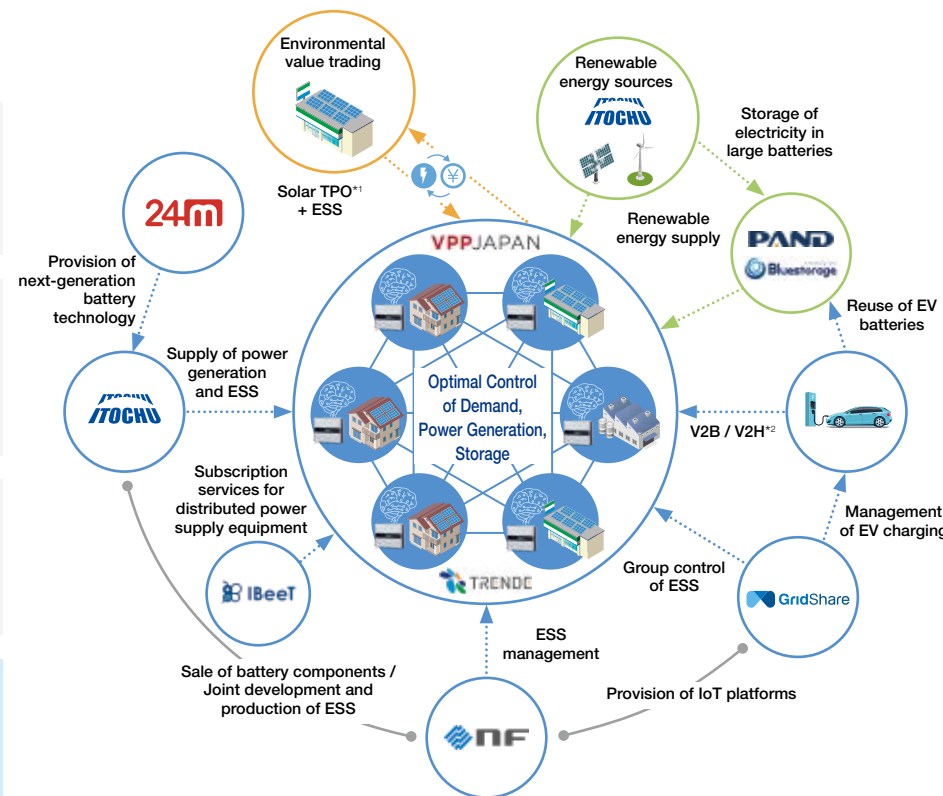 Environmental
value trading
Renewable
energy sources
ITOCHU
ITOCHU
Storage of
electricity in
large batteries
Solar TPO*1
+ ESS
¥
24m
Renewable
energy supply
PAND
Bluestorage
VPPJAPAN
Provision of
next-generation
battery
technology
Reuse of EV
batteries
Supply of power
generation
and ESS
ITOCHU
ITOCHU
Optimal Control
of Demand,
Power Generation,
Storage
V2B / V2H*2
Subscription
services for
distributed power
supply equipment
Management
of EV charging
IBeeT
TRENDE
Group control
of ESS
GridShare
ESS
management
Sale of battery components /
Joint development and
production of ESS
Provision of IoT platforms
nF